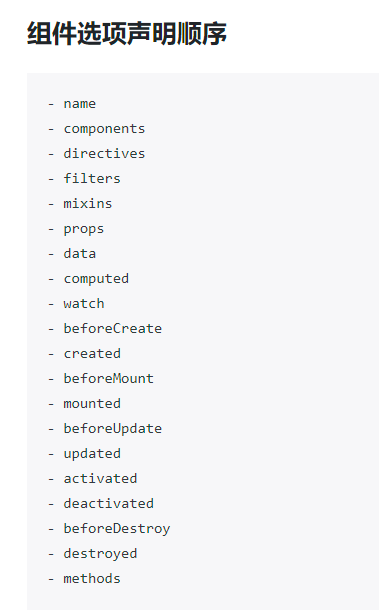 组件选项声明顺序
- name
- components
- directives
- filters
- mixins
- props
- data
- computed
- watch
- beforeCreate
- created
- beforeMount
- mounted
- beforeUpdate
- updated
- activated
- deactivated
- beforeDestroy
- destroyed
- methods